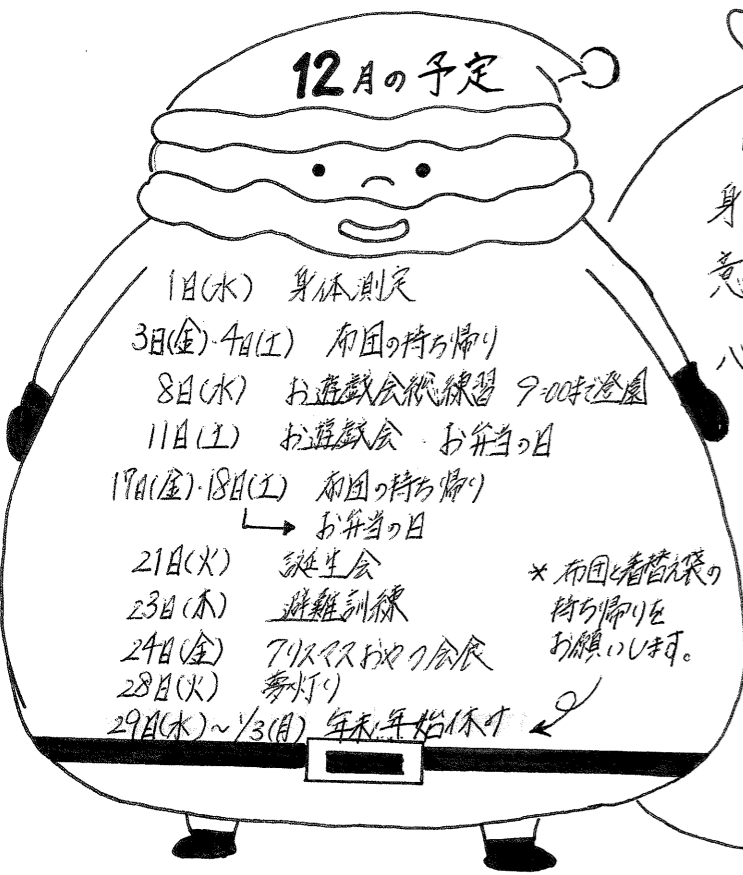 12月の予定
1日(水) 身体測定
3日(金)・4日(土) 布団の持ち帰り
8日(水) お遊戯会総練習 9:00まで登園
11日(土) お遊戯会 お弁当の日
17日(金)・18日(土) 布団の持ち帰り
お弁当の日
21日(火) 誕生会
23日(木) 避難訓練
24日(金) クリスマスおやつ会食
28日(火) 夢灯り
29日(水)〜1/3(月) 年末年始休み
* 布団と着替え袋の
持ち帰りを
お願いします。
身
意